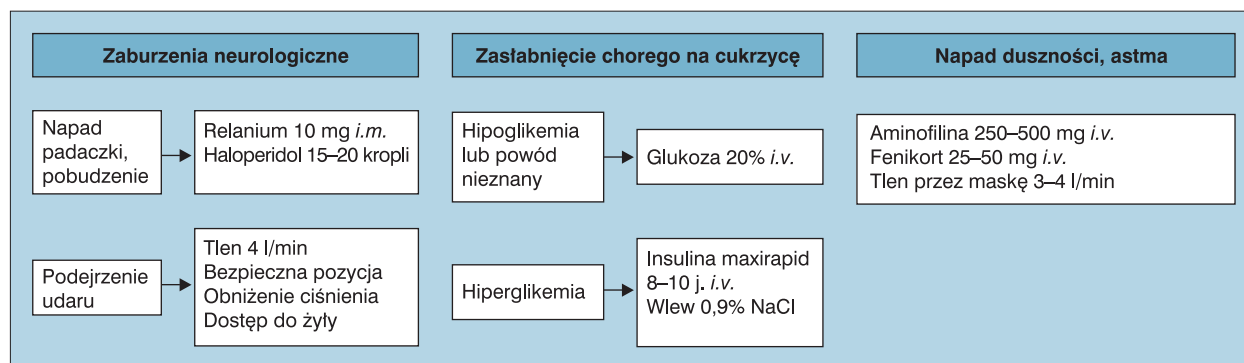 Zaburzenia neurologiczne
Napad
padaczki,
pobudzenie
Relanium 10 mg i.m.
Haloperidol 15–20 kropli
Podejrzenie
udaru
Tlen 4 l/min
Bezpieczna pozycja
Obniżenie ciśnienia
Dostęp do żyły
Zasłabnięcie chorego na cukrzycę
Hipoglikemia
lub powód
nieznany
Glukoza 20% i.v.
Hiperglikemia
Insulina maxirapid
8–10 j. i.v.
Wlew 0,9% NaCl
Napad duszności, astma
Aminofilina 250–500 mg i.v.
Fenikort 25–50 mg i.v.
Tlen przez maskę 3–4 l/min